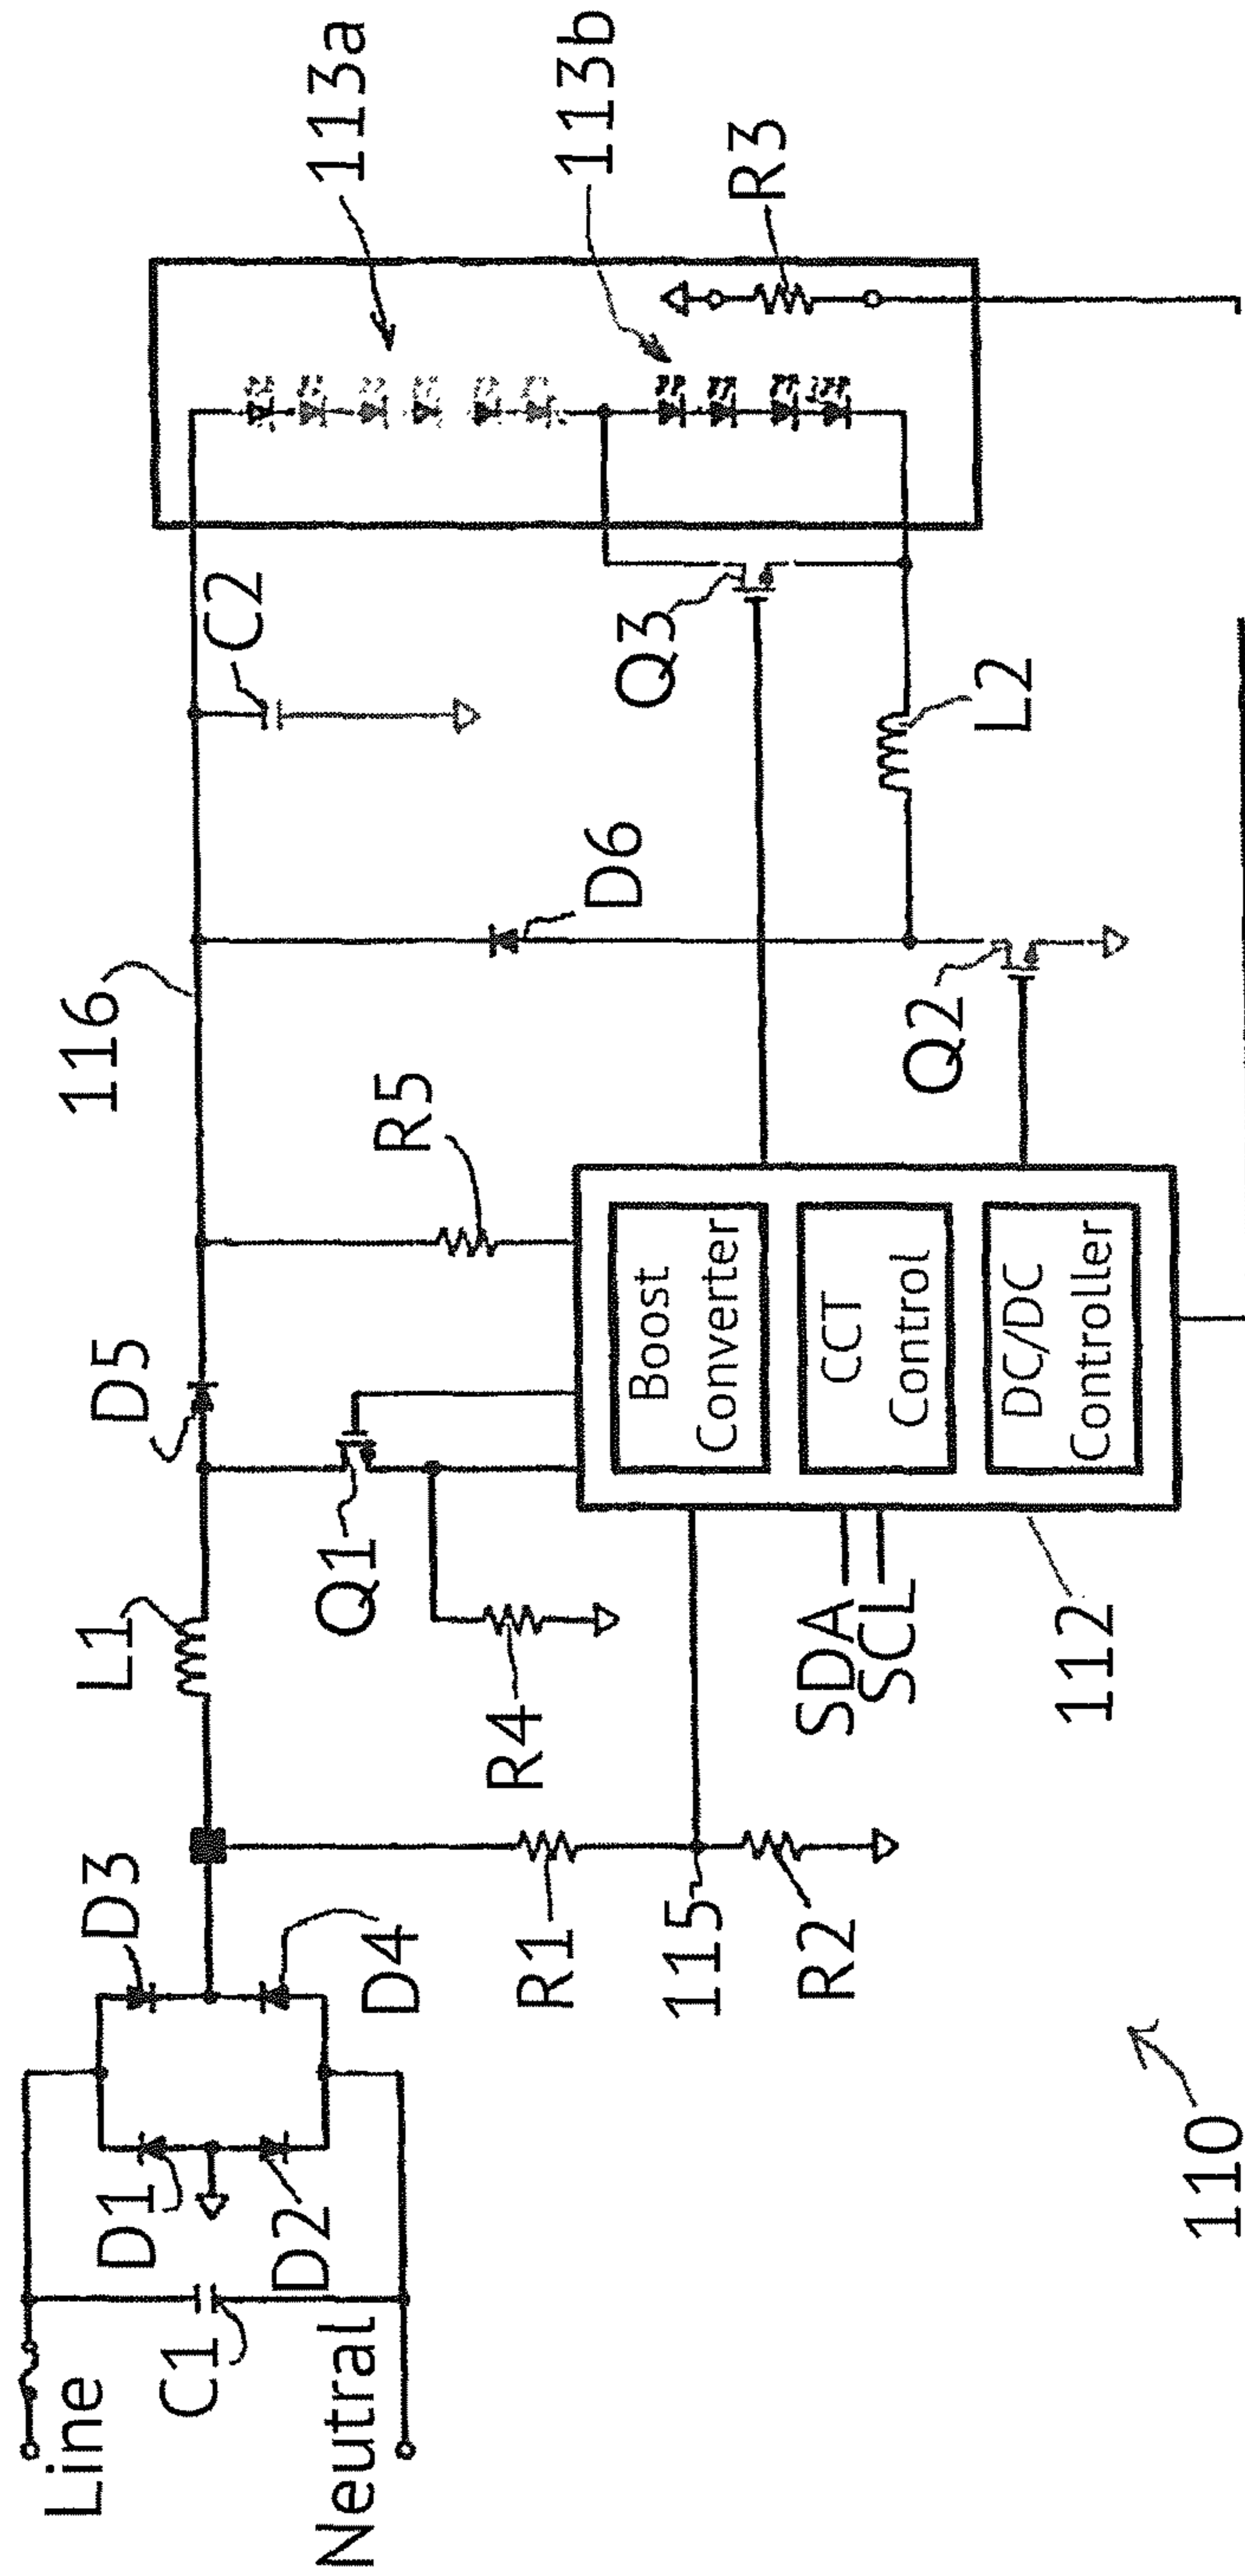 Line
C1
Neutral
D1
D2
D3
D4
R1
115
R2
L1
Q1
R4
D5
R5
116
D6
C2
Q3
L2
Q2
113a
113b
R3
Boost
Converter
CCT
Control
DC/DC
Controller
SDA
SCL
112
110